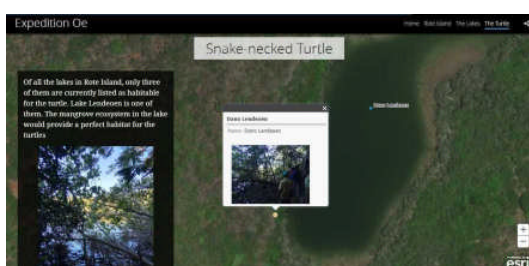 Expedition Oe
Home Rote Island The Lakes The Turtle
Snake-necked Turtle
Of all the lakes in Rote Island, only three
of them are currently listed as habitable
for the turtle. Lake Lendeoen is one of
them. The mangrove ecosystem in the lake
would provide a perfect habitat for the
turtles
Danu Lendeoen
Name: Danu Lendeoen
esri